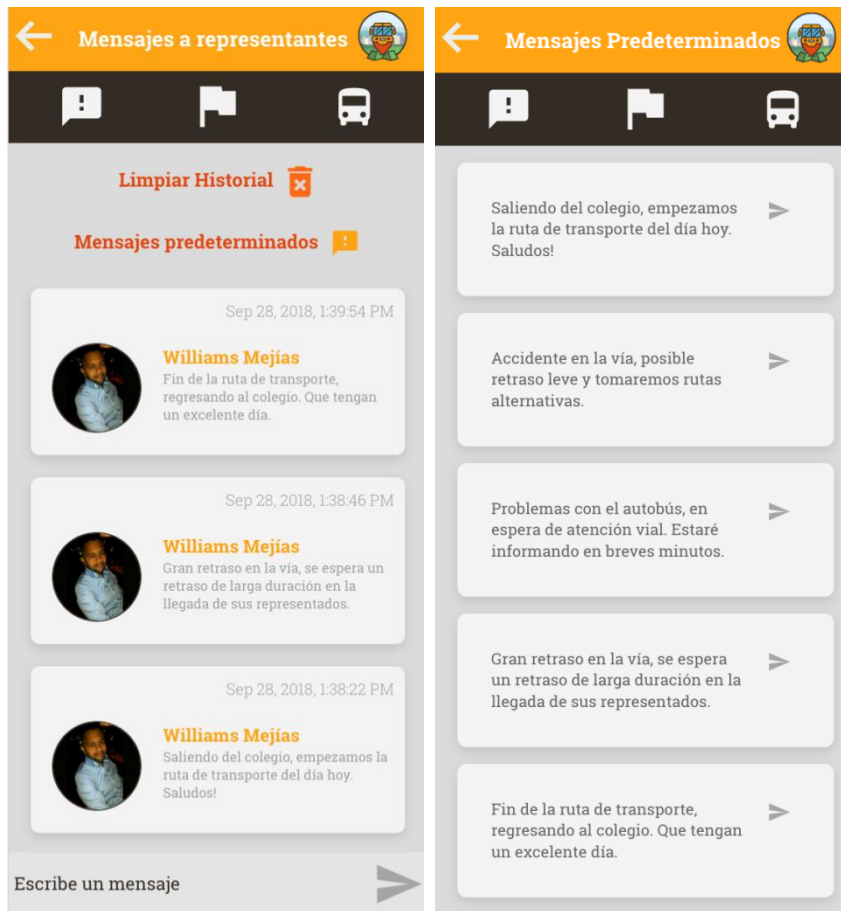 Mensajes a representantes
Limpiar Historial
Mensajes predeterminados
Sep 28, 2018, 1:39:54 PM
Williams Mejías
Fin de la ruta de transporte,
regresando al colegio. Que tengan
un excelente día.
Sep 28, 2018, 1:38:46 PM
Williams Mejías
Gran retraso en la vía, se espera un
retraso de larga duración en la
llegada de sus representados.
Sep 28, 2018, 1:38:22 PM
Williams Mejías
Saliendo del colegio, empezamos la
ruta de transporte del día hoy.
Saludos!
Escribe un mensaje
Mensajes Predeterminados
Saliendo del colegio, empezamos
la ruta de transporte del día hoy.
Saludos!
Accidente en la vía, posible
retraso leve y tomaremos rutas
alternativas.
Problemas con el autobús, en
espera de atención vial. Estaré
informando en breves minutos.
Gran retraso en la vía, se espera
un retraso de larga duración en la
llegada de sus representados.
Fin de la ruta de transporte,
regresando al colegio. Que tengan
un excelente día.